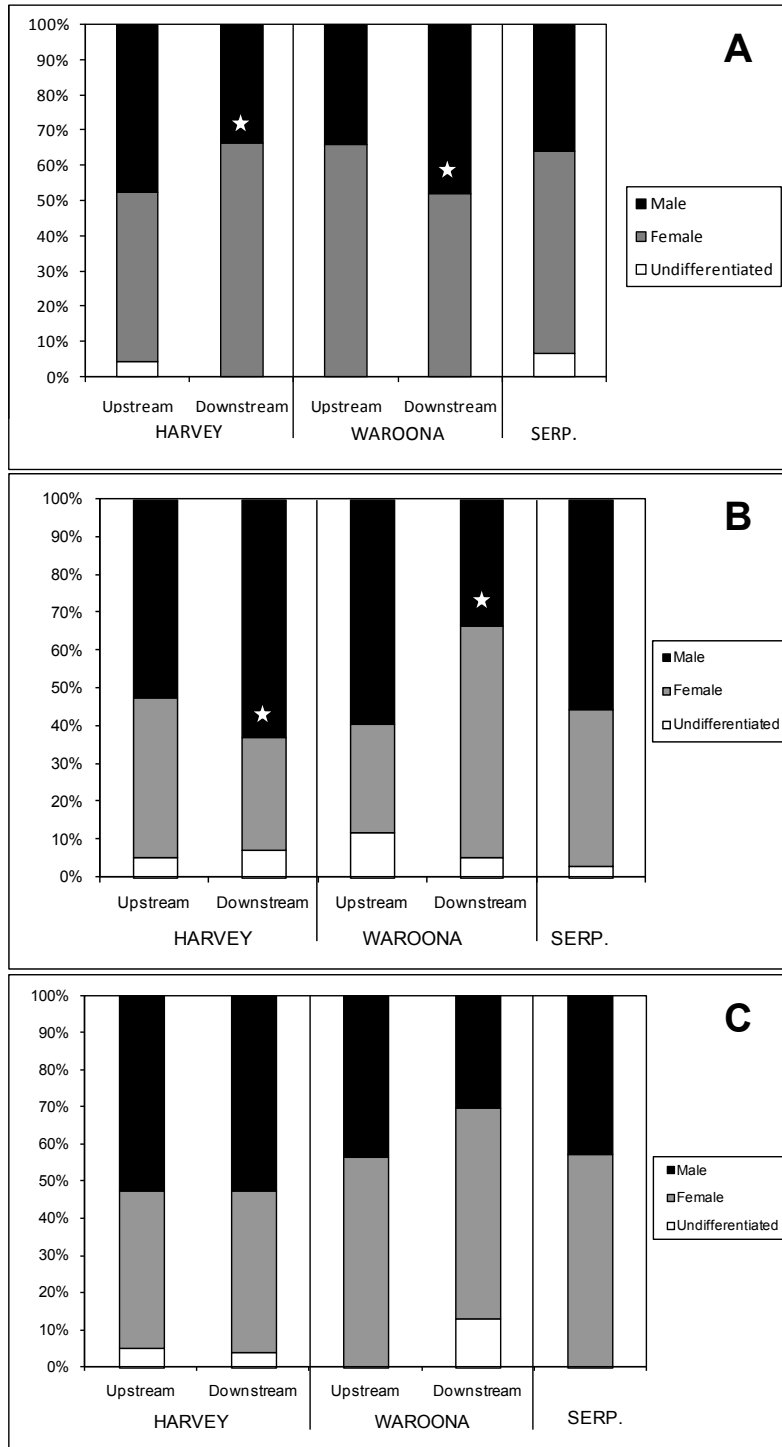 A
100%
90%
80%
70%
60%
50%
40%
30%
20%
10%
0%
Male
Female
Undifferentiated
Upstream Downstream Upstream Downstream
HARVEY WAROONA SERP.
B
100%
90%
80%
70%
60%
50%
40%
30%
20%
10%
0%
Male
Female
Undifferentiated
Upstream Downstream Upstream Downstream
HARVEY WAROONA SERP.
C
100%
90%
80%
70%
60%
50%
40%
30%
20%
10%
0%
Male
Female
Undifferentiated
Upstream Downstream Upstream Downstream
HARVEY WAROONA SERP.